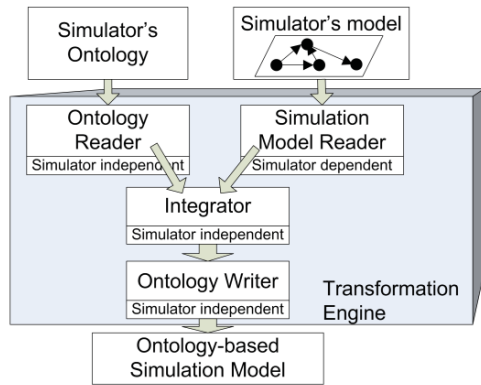 Simulator's
Ontology
Simulator's model
Ontology
Reader
Simulator independent
Simulation
Model Reader
Simulator dependent
Integrator
Simulator independent
Ontology Writer
Simulator independent
Transformation
Engine
Ontology-based
Simulation Model